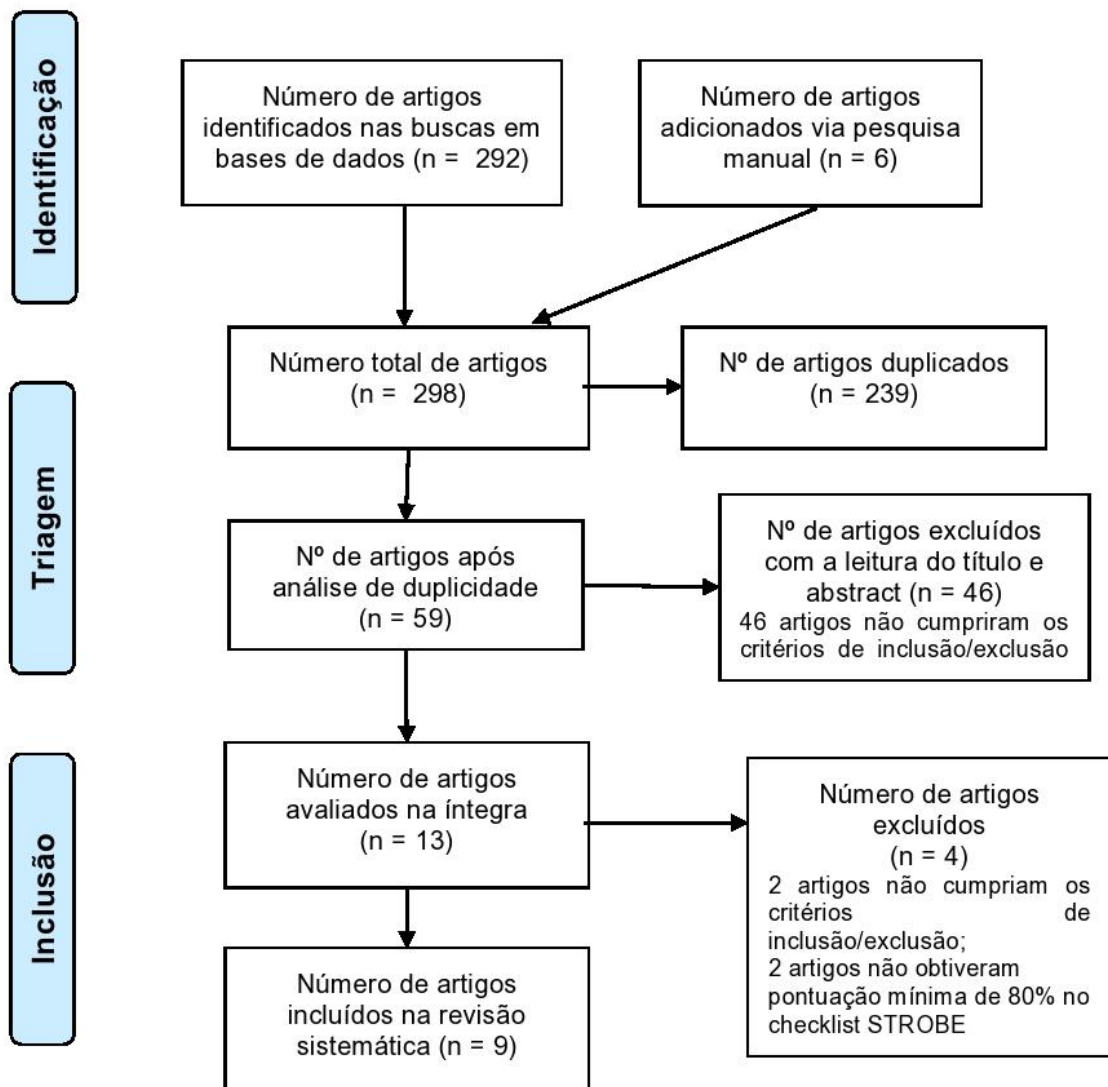 Identificação
Número de artigos
identificados nas buscas em
bases de dados (n = 292)
Número de artigos
adicionados via pesquisa
manual (n = 6)
Triagem
Número total de artigos
(n = 298)
Nº de artigos duplicados
(n = 239)
Nº de artigos após
análise de duplicidade
(n = 59)
Nº de artigos excluídos
com a leitura do título e
abstract (n = 46)
46 artigos não cumpriram os
critérios de inclusão/exclusão
Inclusão
Número de artigos
avaliados na íntegra
(n = 13)
Número de artigos
excluídos
(n = 4)
2 artigos não cumpriam os
critérios de
inclusão/exclusão;
2 artigos não obtiveram
pontuação mínima de 80% no
checklist STROBE
Número de artigos
incluídos na revisão
sistemática (n = 9)